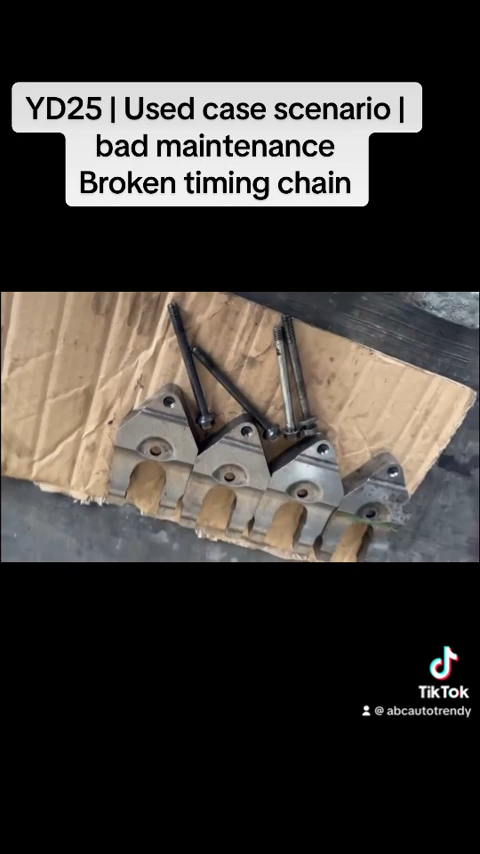 YD25 | Used case scenario |
bad maintenance
Broken timing chain
TikTok
@ abcautotrendy